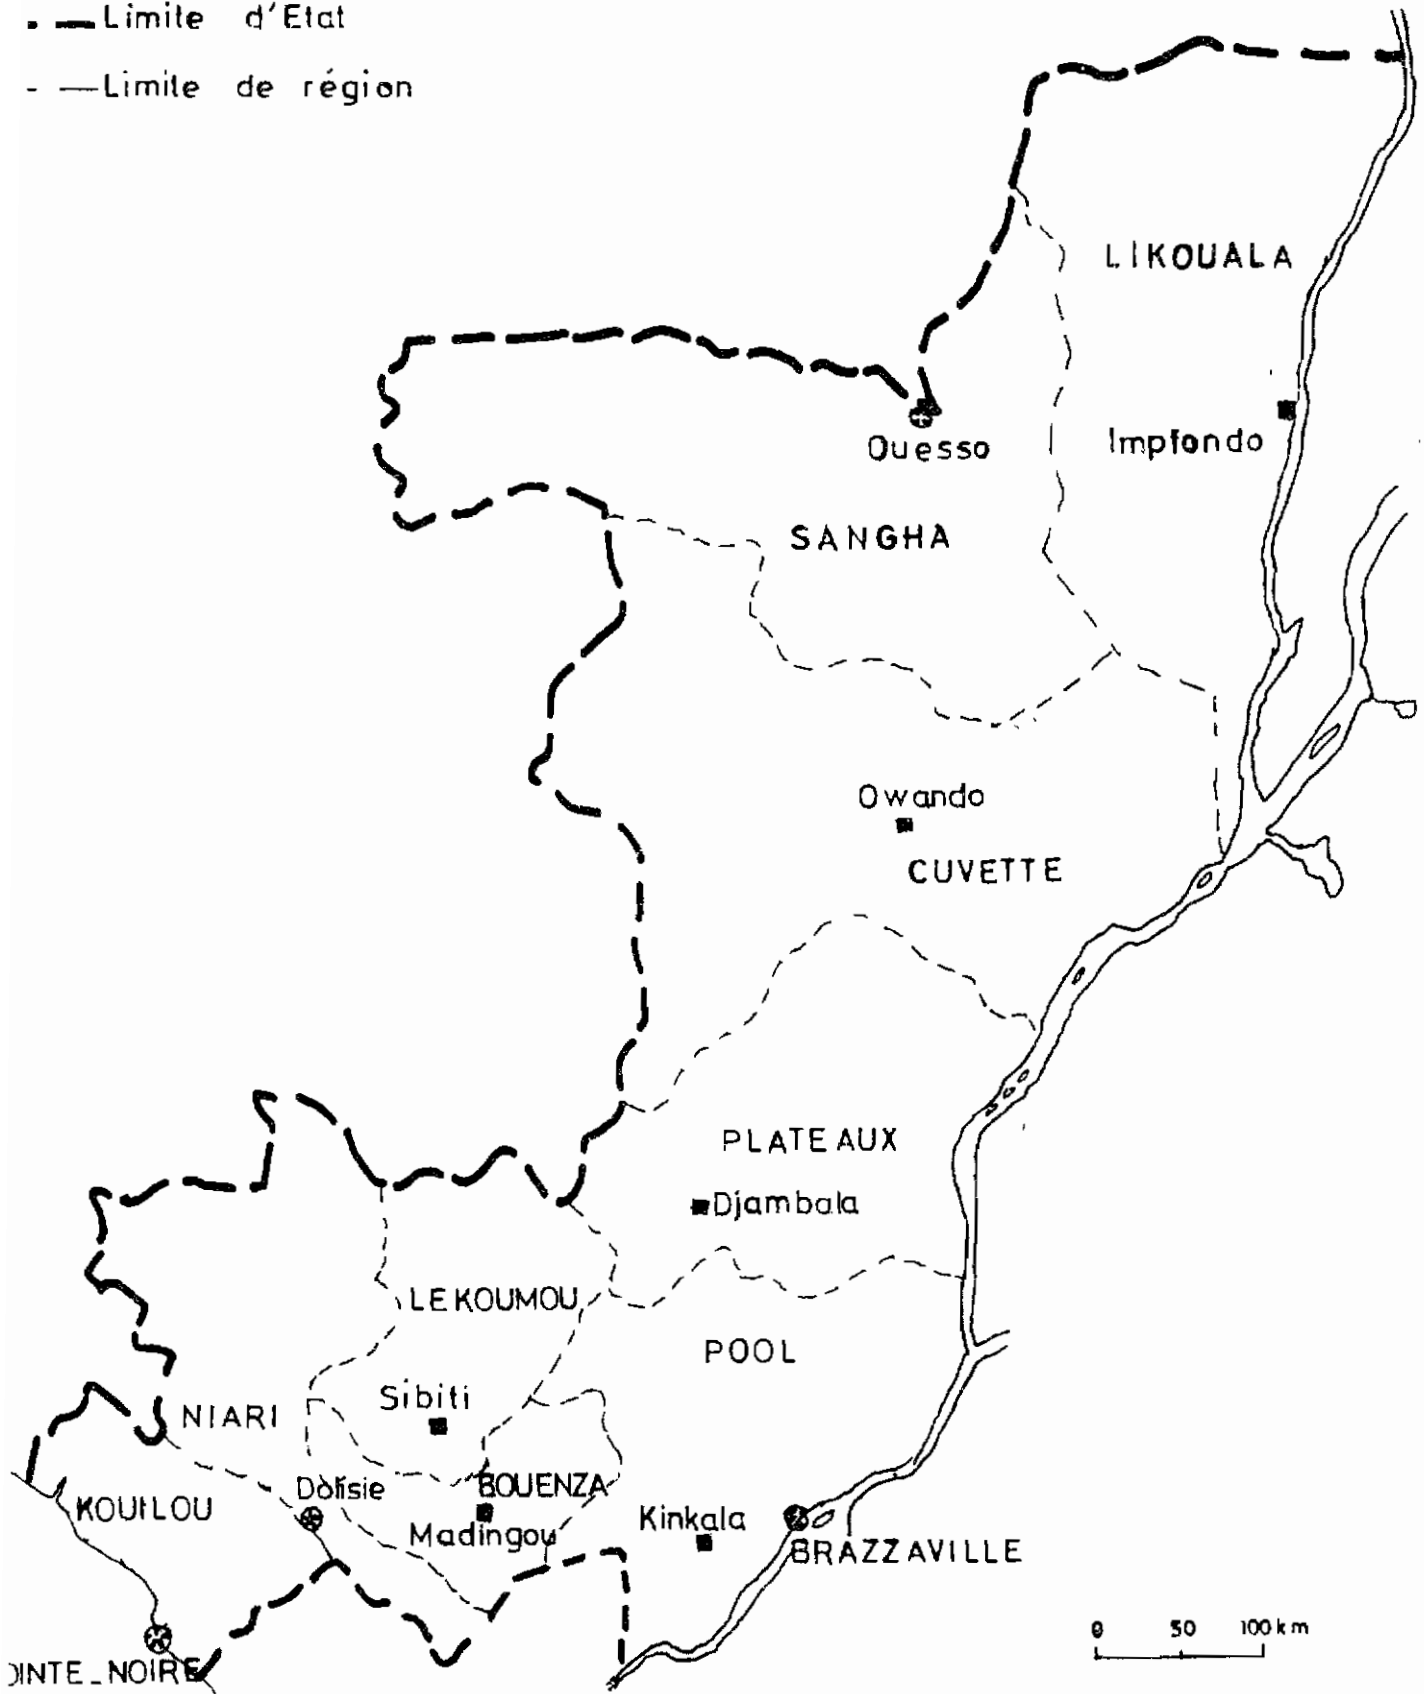 Limite d'Etat
Limite de région
LIKOUALA
Impfondo
Ouesso
SANGHA
Owando
CUVETTE
PLATEAUX
Djambala
LEKOUMOU
POOL
Sibiti
NIARI
Dolisie
BOUENZA
KOUILOU
Madingou
Kinkala
BRAZZAVILLE
0 50 100 km
OINTE_NOIRE